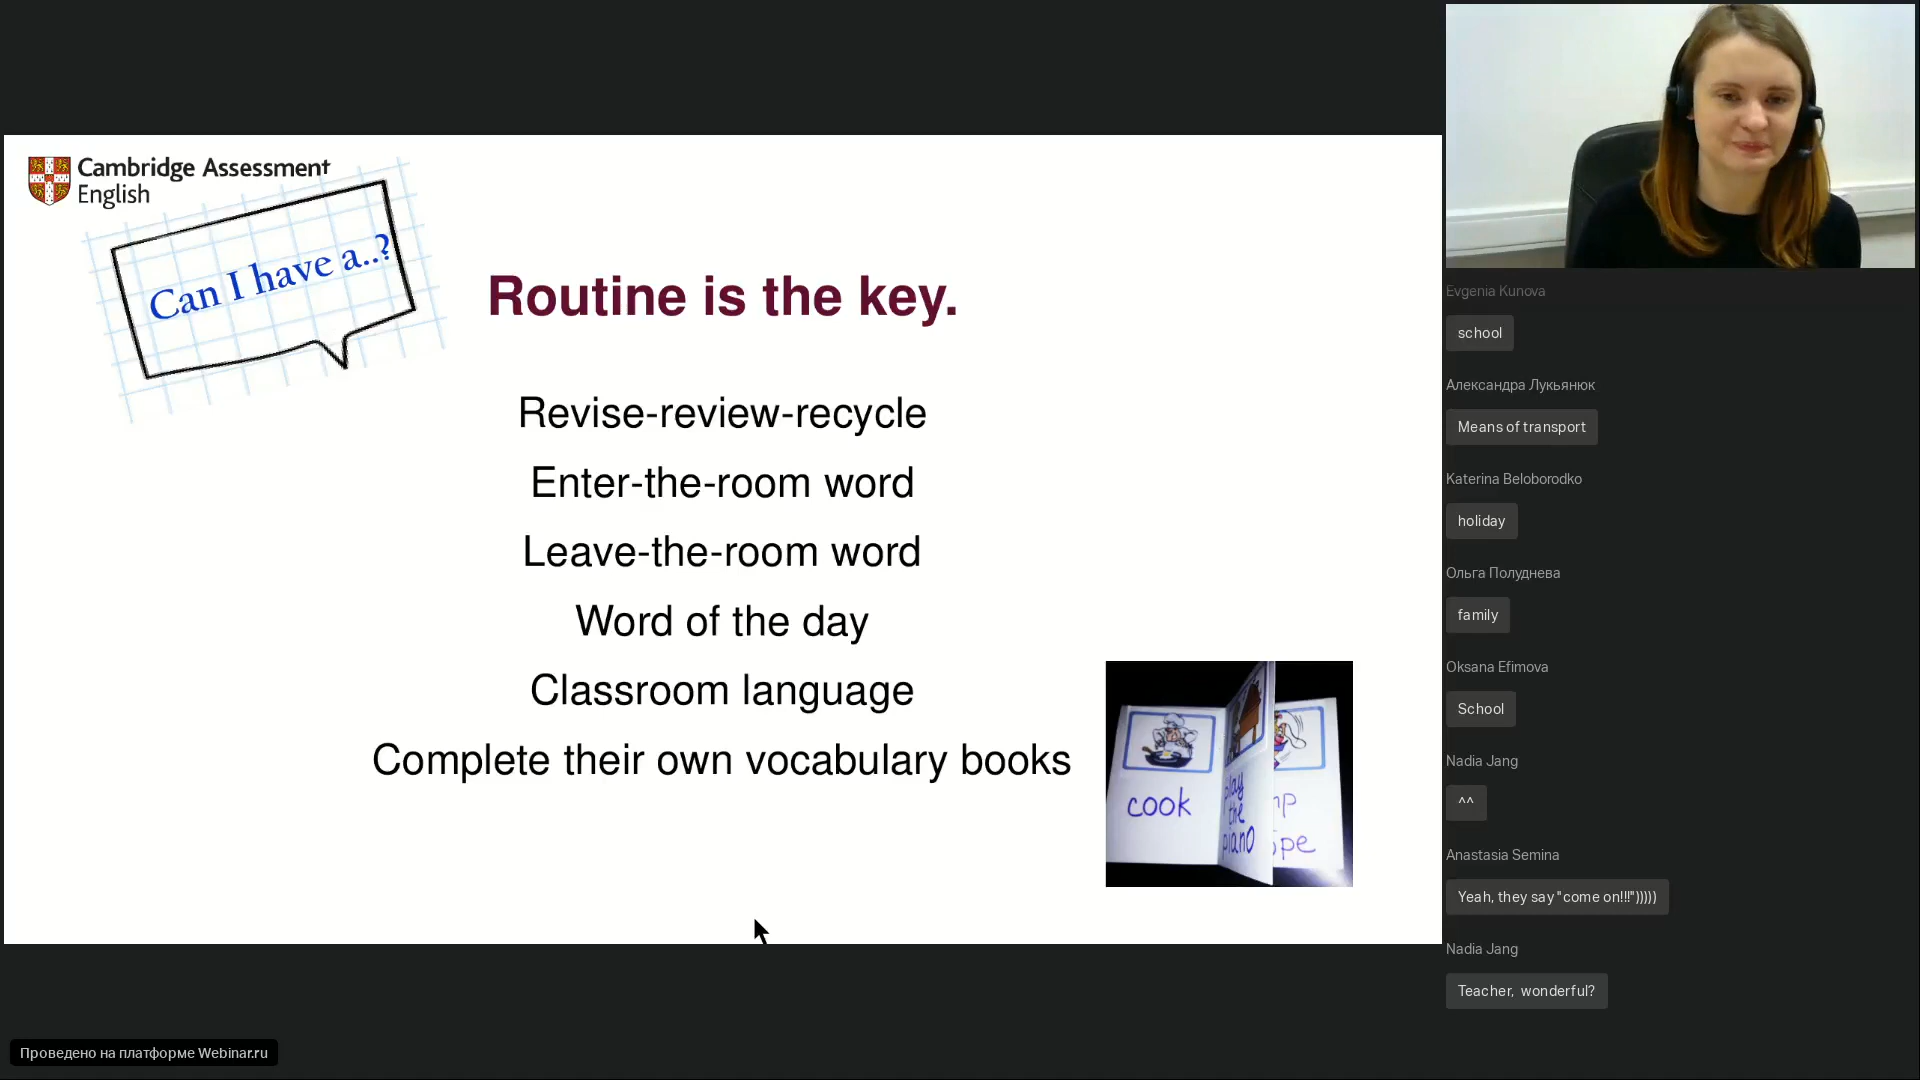 Cambridge Assessment
English
Can I have a..?
Routine is the key.
Revise-review-recycle
Enter-the-room word
Leave-the-room word
Word of the day
Classroom language
Complete their own vocabulary books
cook
play
the
piano
Evgenia Kunova
school
Александра Лукьянюк
Means of transport
Katerina Beloborodko
holiday
Ольга Полуднева
family
Oksana Efimova
School
Nadia Jang
^^
Anastasia Semina
Yeah, they say "come on!!!")))))
Nadia Jang
Teacher, wonderful?
Проведено на платформе Webinar.ru